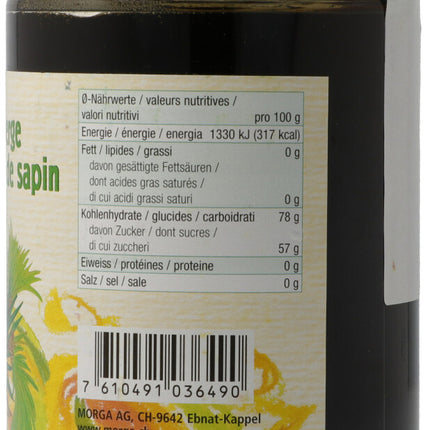 erge
de sapin
Ø-Nährwerte / valeurs nutritives /
valori nutritivi pro 100 g
Energie / énergie / energia 1330 kJ (317 kcal)
Fett / lipides / grassi 0 g
davon gesättigte Fettsäuren /
dont acides gras saturés /
di cui acidi grassi saturi 0 g
Kohlenhydrate / glucides / carboidrati 78 g
davon Zucker / dont sucres /
di cui zuccheri 57 g
Eiweiss / protéines / proteine 0 g
Salz / sel / sale 0 g
7 610491 036490
MORGA AG, CH-9642 Ebnat-Kappel